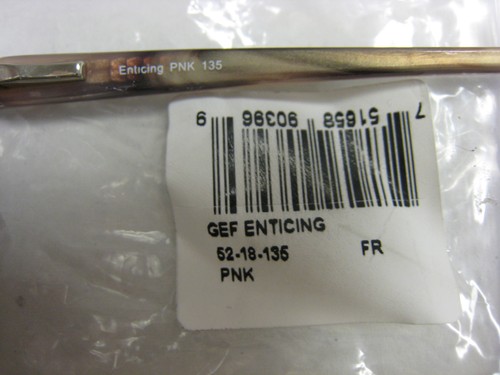 Enticing PNK 135
7 51658 90396 9
GEF ENTICING
52-18-135 FR
PNK